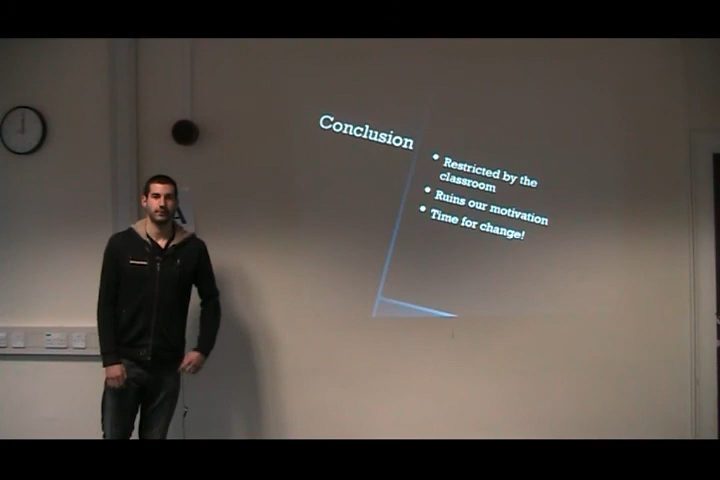 Conclusion
• Restricted by the
classroom
• Ruins our motivation
• Time for change!
A